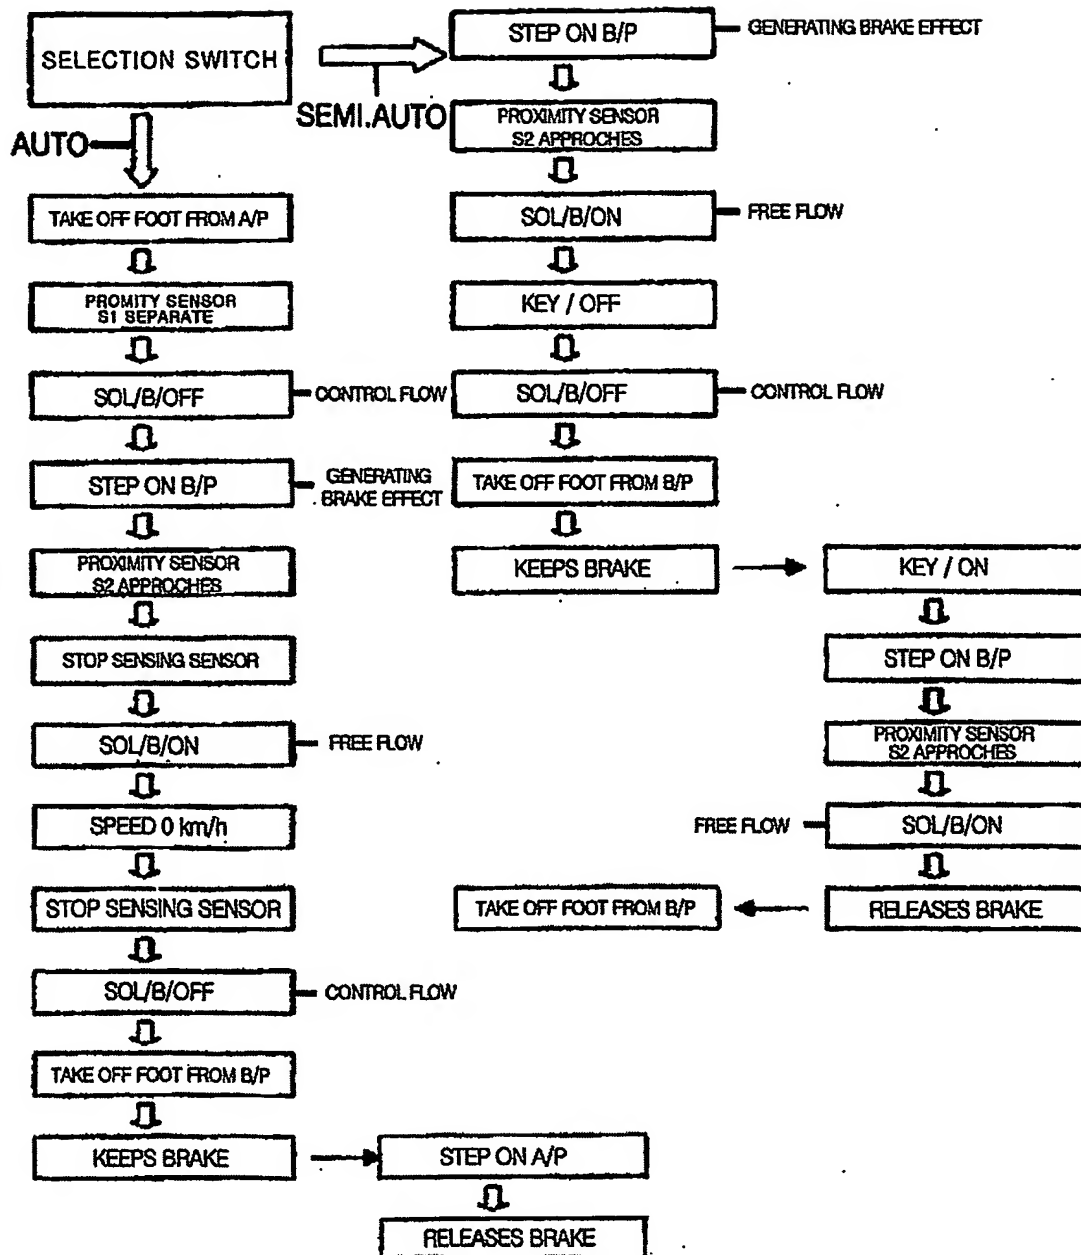 SELECTION SWITCH
AUTO
SEMI.AUTO
TAKE OFF FOOT FROM A/P
PROMITY SENSOR
S1 SEPARATE
SOL/B/OFF
CONTROL FLOW
STEP ON B/P
GENERATING
BRAKE EFFECT
PROXIMITY SENSOR
S2 APPROCHES
STOP SENSING SENSOR
SOL/B/ON
FREE FLOW
SPEED 0 km/h
STOP SENSING SENSOR
SOL/B/OFF
CONTROL FLOW
TAKE OFF FOOT FROM B/P
KEEPS BRAKE
STEP ON A/P
RELEASES BRAKE
STEP ON B/P
GENERATING BRAKE EFFECT
PROXIMITY SENSOR
S2 APPROCHES
SOL/B/ON
FREE FLOW
KEY / OFF
SOL/B/OFF
CONTROL FLOW
TAKE OFF FOOT FROM B/P
KEEPS BRAKE
KEY / ON
STEP ON B/P
PROXIMITY SENSOR
S2 APPROCHES
FREE FLOW
SOL/B/ON
RELEASES BRAKE
TAKE OFF FOOT FROM B/P